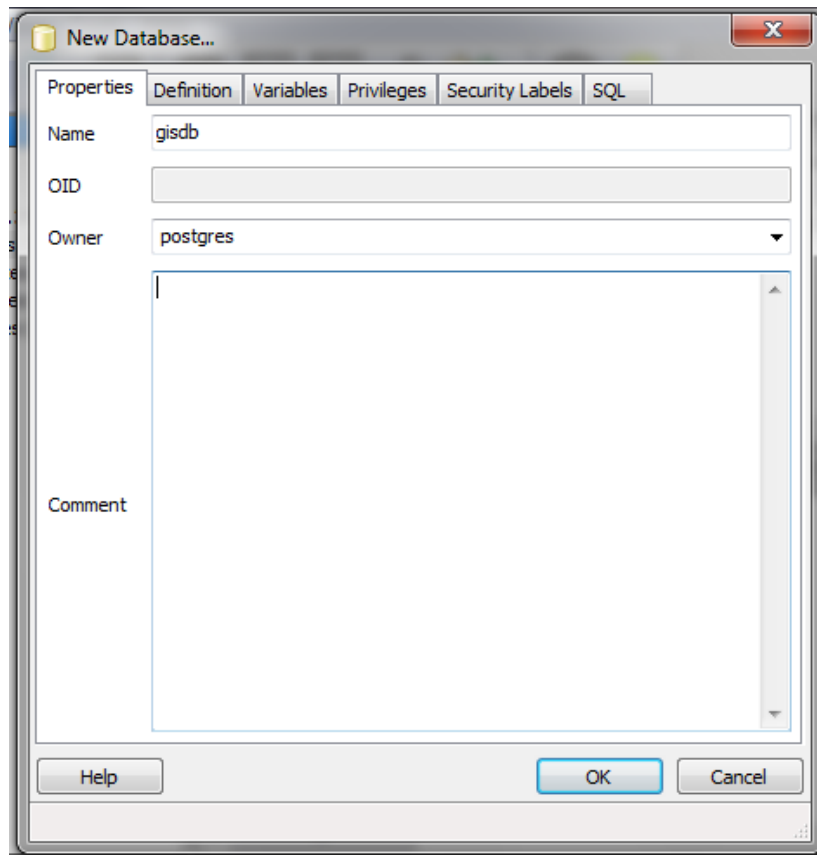 New Database...
Properties Definition Variables Privileges Security Labels SQL
Name gisdb
OID
Owner postgres
Comment
Help OK Cancel